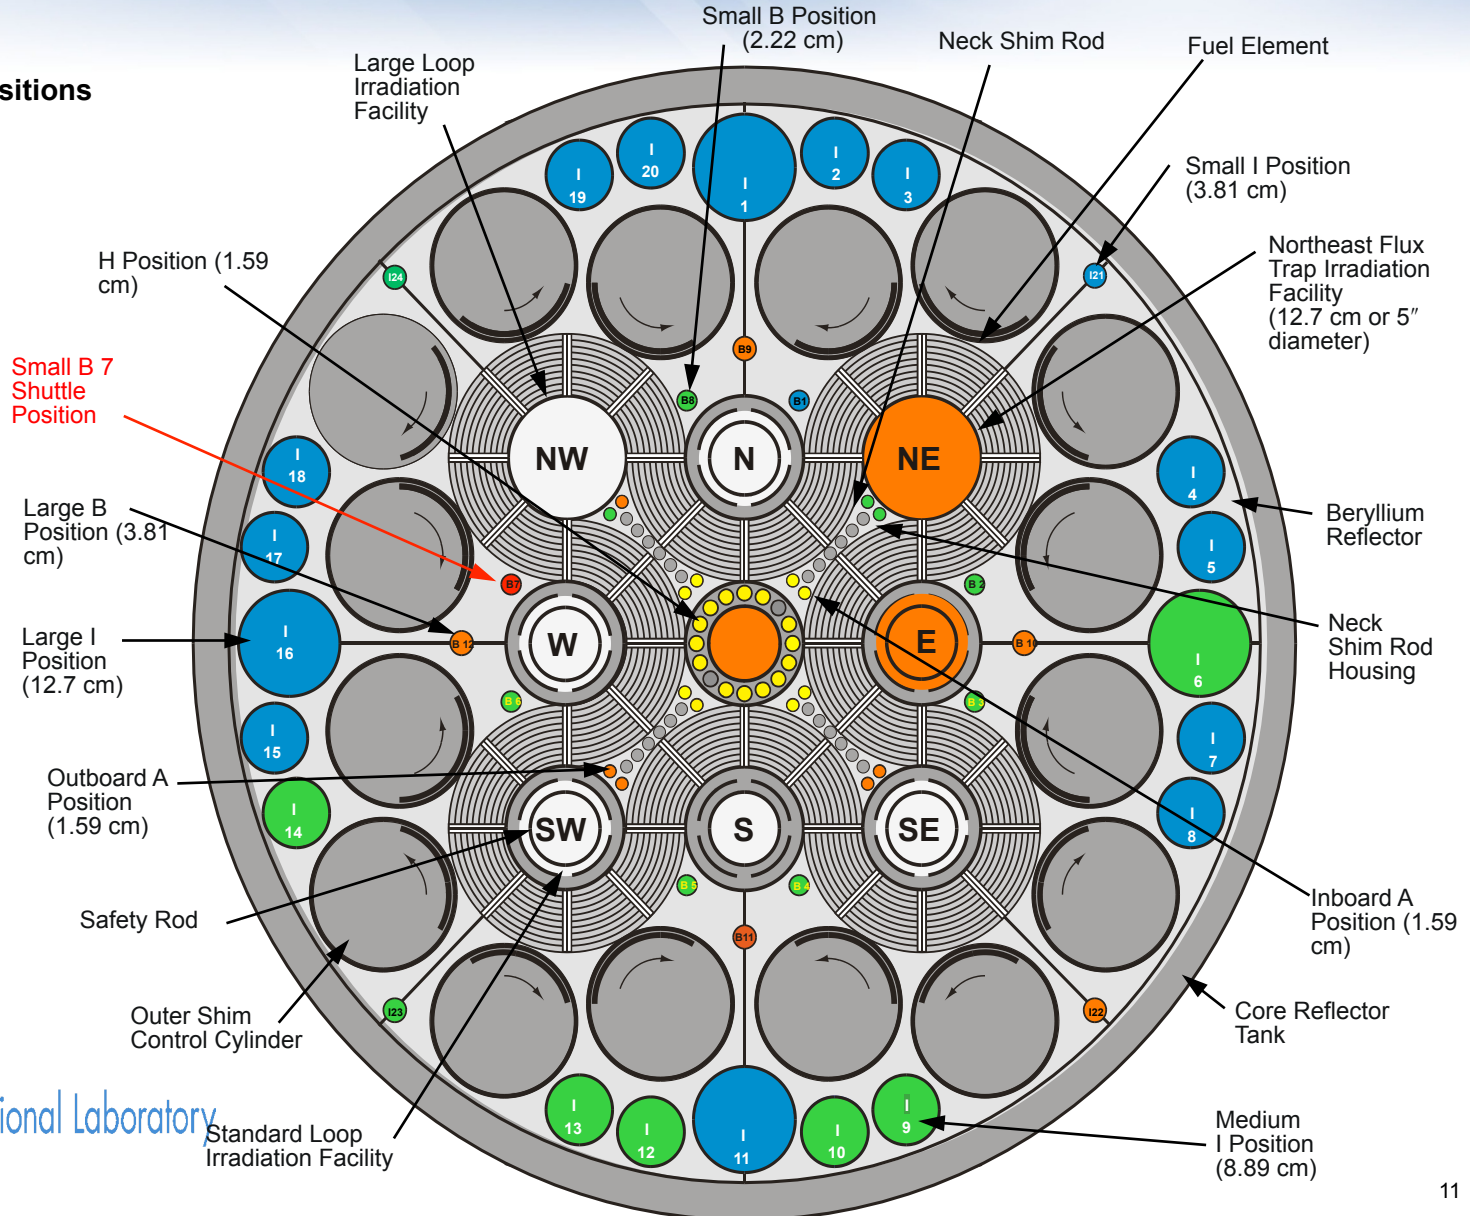 Small B Position
(2.22 cm)
Neck Shim Rod
Fuel Element
Large Loop
Irradiation
Facility
sitions
Small I Position
(3.81 cm)
H Position (1.59
cm)
Northeast Flux
Trap Irradiation
Facility
(12.7 cm or 5″
diameter)
Small B 7
Shuttle
Position
Large B
Position (3.81
cm)
Beryllium
Reflector
Large I
Position
(12.7 cm)
Neck
Shim Rod
Housing
Outboard A
Position
(1.59 cm)
Safety Rod
Inboard A
Position (1.59
cm)
Outer Shim
Control Cylinder
Core Reflector
Tank
ional Laboratory
Standard Loop
Irradiation Facility
Medium
I Position
(8.89 cm)
11
I
19
I
20
I
1
I
2
I
3
I24
I21
B9
B8
B1
NW
N
NE
I
18
I
4
I
17
I
5
B7
B 2
I
16
B 12
W
E
B 10
I
6
B 6
B 3
I
15
I
7
I
14
I
8
SW
S
SE
B 5
B 4
B11
I23
I22
I
13
I
12
I
11
I
10
I
9